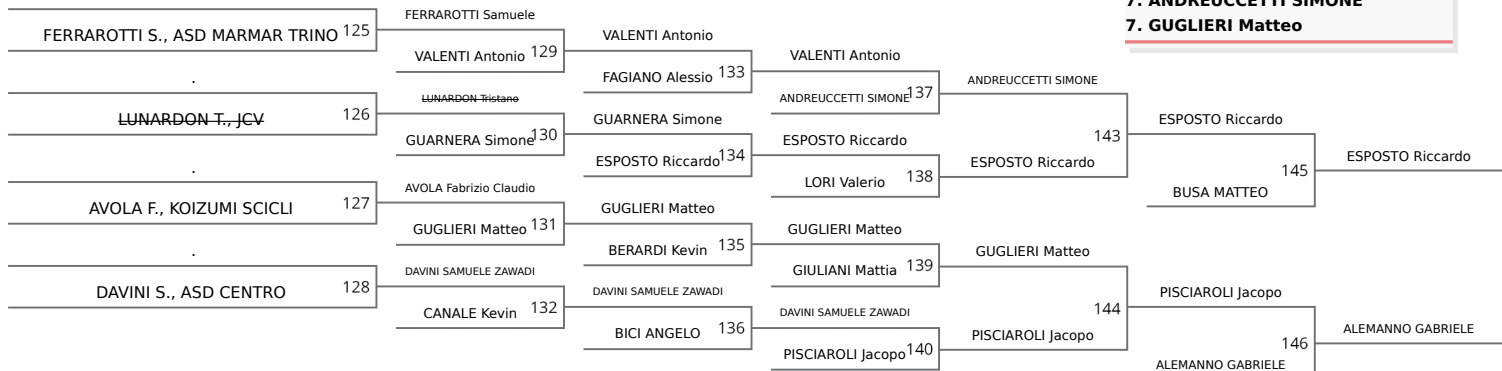 7. ANDREUCCETTI SIMONE
7. GUGLIERI Matteo
FERRAROTTI S., ASD MARMAR TRINO 125
.
LUNARDON T., JCV 126
.
AVOLA F., KOIZUMI SCICLI 127
.
DAVINI S., ASD CENTRO 128
FERRAROTTI Samuele
VALENTI Antonio 129
LUNARDON Tristano
GUARNERA Simone 130
AVOLA Fabrizio Claudio
GUGLIERI Matteo 131
DAVINI SAMUELE ZAWADI
CANALE Kevin 132
VALENTI Antonio
FAGIANO Alessio 133
GUARNERA Simone
ESPOSTO Riccardo 134
GUGLIERI Matteo
BERARDI Kevin 135
DAVINI SAMUELE ZAWADI
BICI ANGELO 136
VALENTI Antonio
ANDREUCCETTI SIMONE 137
ESPOSTO Riccardo
LORI Valerio 138
GUGLIERI Matteo
GIULIANI Mattia 139
DAVINI SAMUELE ZAWADI
PISCIAROLI Jacopo 140
ANDREUCCETTI SIMONE
143
ESPOSTO Riccardo
GUGLIERI Matteo
144
PISCIAROLI Jacopo
ESPOSTO Riccardo
145
BUSA MATTEO
PISCIAROLI Jacopo
146
ALEMANNO GABRIELE
ESPOSTO Riccardo
ALEMANNO GABRIELE